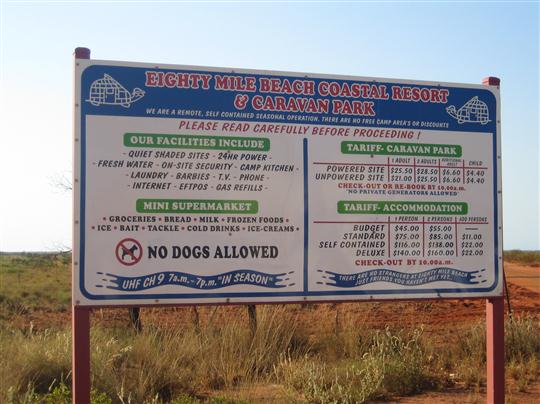 EIGHTY MILE BEACH COASTAL RESORT
& CARAVAN PARK
WE ARE A REMOTE, SELF CONTAINED SEASONAL OPERATION. THERE ARE NO FREE CAMP AREA'S OR DISCOUNTS
PLEASE READ CAREFULLY BEFORE PROCEEDING !
OUR FACILITIES INCLUDE
- QUIET SHADED SITES - 24HR POWER -
- FRESH WATER - ON-SITE SECURITY - CAMP KITCHEN -
- LAUNDRY - BARBIES - T.V. - PHONE -
- INTERNET - EFTPOS - GAS REFILLS -
MINI SUPERMARKET
• GROCERIES • BREAD • MILK • FROZEN FOODS •
• ICE • BAIT • TACKLE • COLD DRINKS • ICE-CREAMS •
NO DOGS ALLOWED
UHF CH 9 7a.m.- 7p.m. "IN SEASON"
TARIFF- CARAVAN PARK
1 ADULT 2 ADULTS ADDITIONAL ADULT CHILD
POWERED SITE $25.50 $28.50 $6.60 $4.40
UNPOWERED SITE $21.00 $25.50 $6.60 $4.40
CHECK-OUT OR RE-BOOK BY 10.00a.m.
'NO PRIVATE GENERATORS ALLOWED'
TARIFF- ACCOMMODATION
1 PERSON 2 PERSONS ADD PERSONS
BUDGET $45.00 $55.00 —
STANDARD $75.00 $85.00 $11.00
SELF CONTAINED $116.00 $138.00 $22.00
DELUXE $140.00 $160.00 $22.00
CHECK-OUT BY 10.00a.m.
THERE ARE NO STRANGERS AT EIGHTY MILE BEACH
JUST FRIENDS YOU HAVEN'T MET YET.